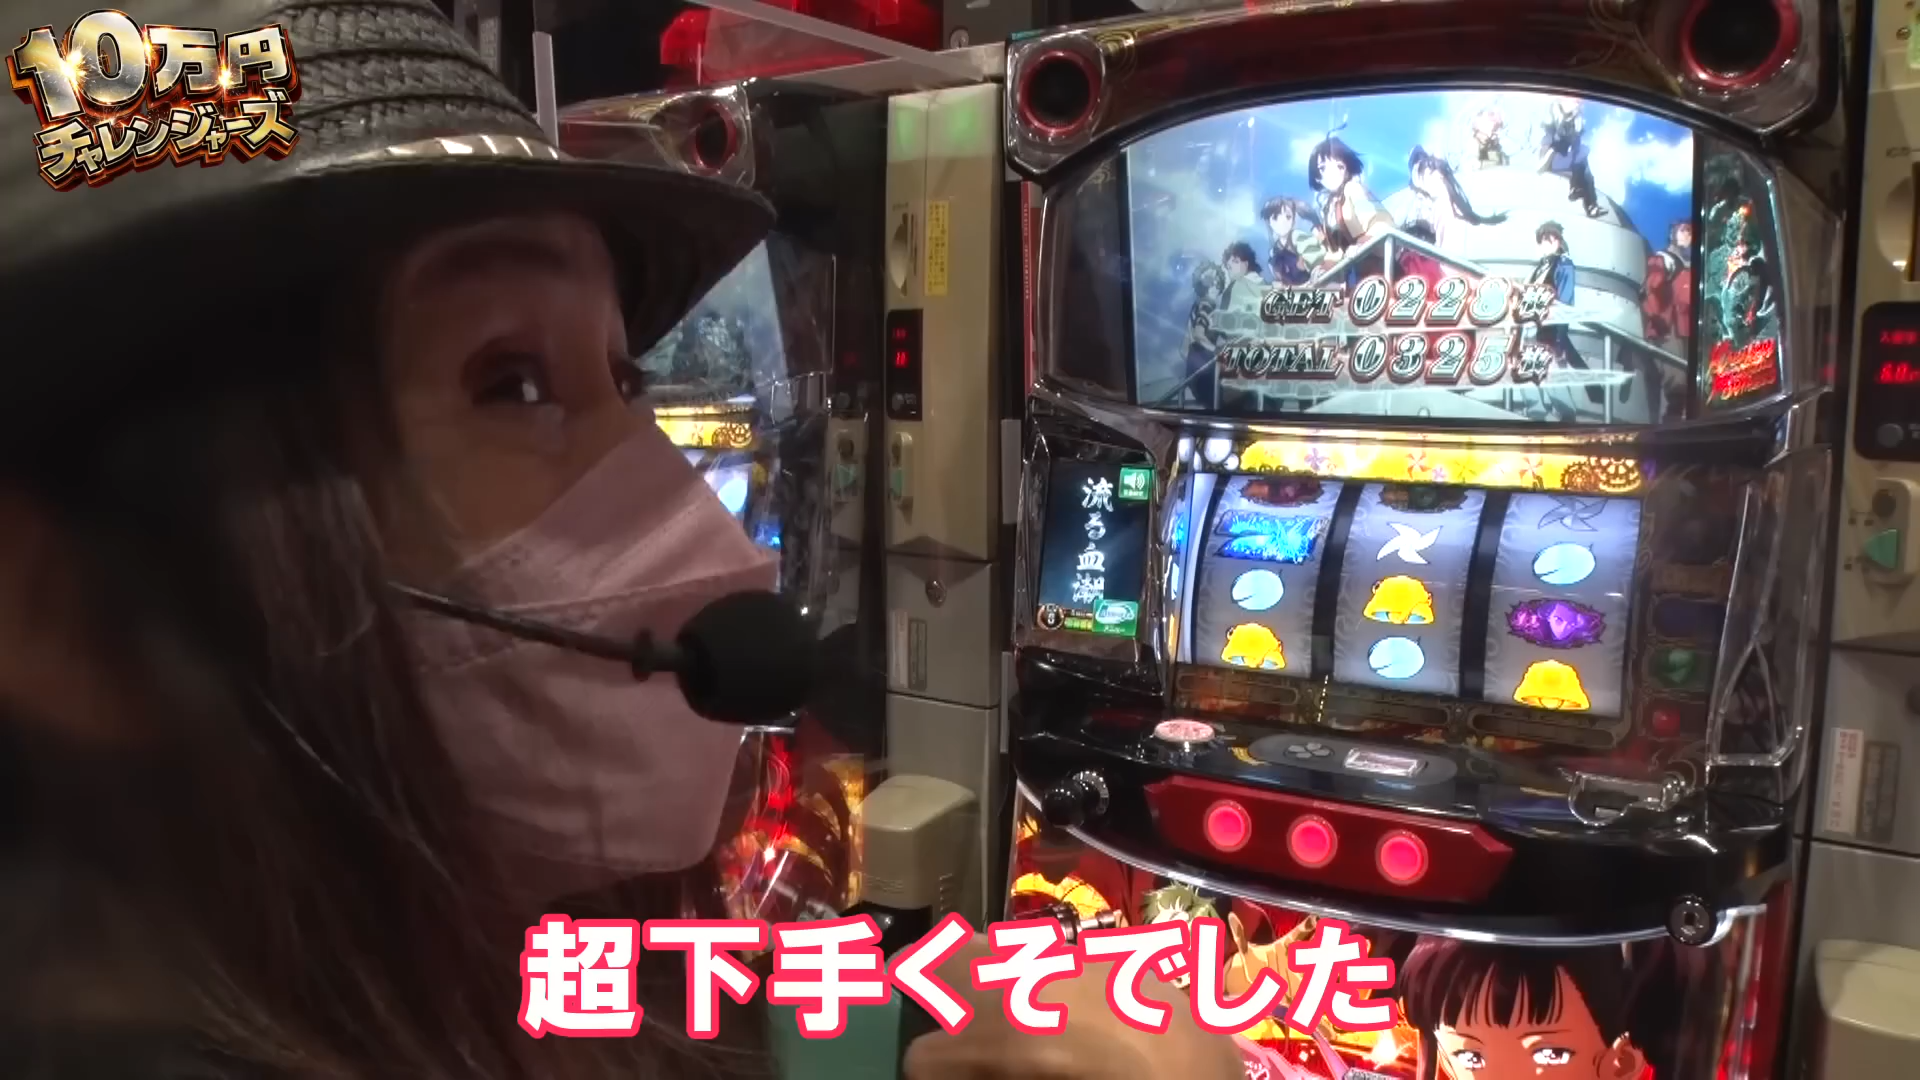 10万円
チャレンジャーズ
GET 0228枚
TOTAL 0325枚
流る血潮
超下手くそでした